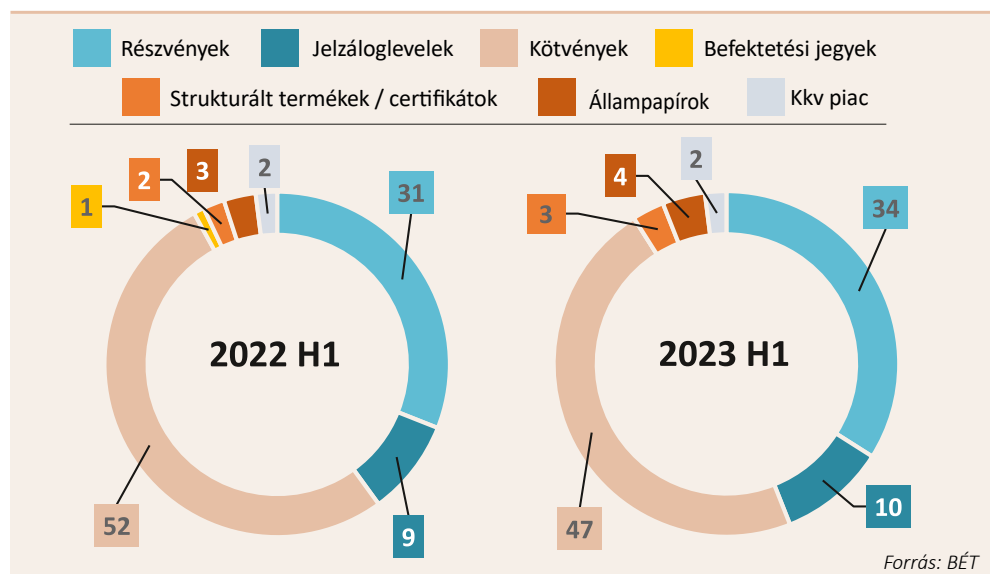 Részvények Jelzáloglevelek Kötvények Befektetési jegyek
Strukturált termékek / certifikátok Állampapírok Kkv piac
1 2 3 2 31
2022 H1
52 9
3 4 2 34
2023 H1
47 10
Forrás: BÉT